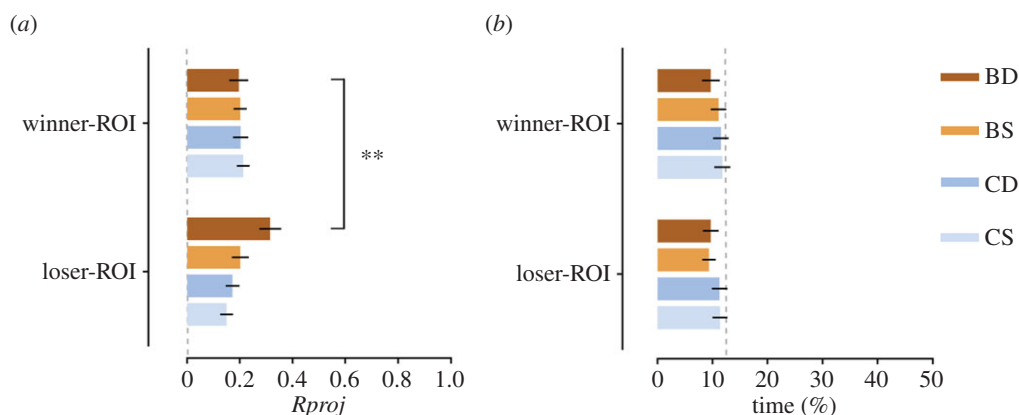 (a)
winner-ROI
loser-ROI
**
0 0.2 0.4 0.6 0.8 1.0
Rproj
(b)
winner-ROI
loser-ROI
0 10 20 30 40 50
time (%)
BD
BS
CD
CS